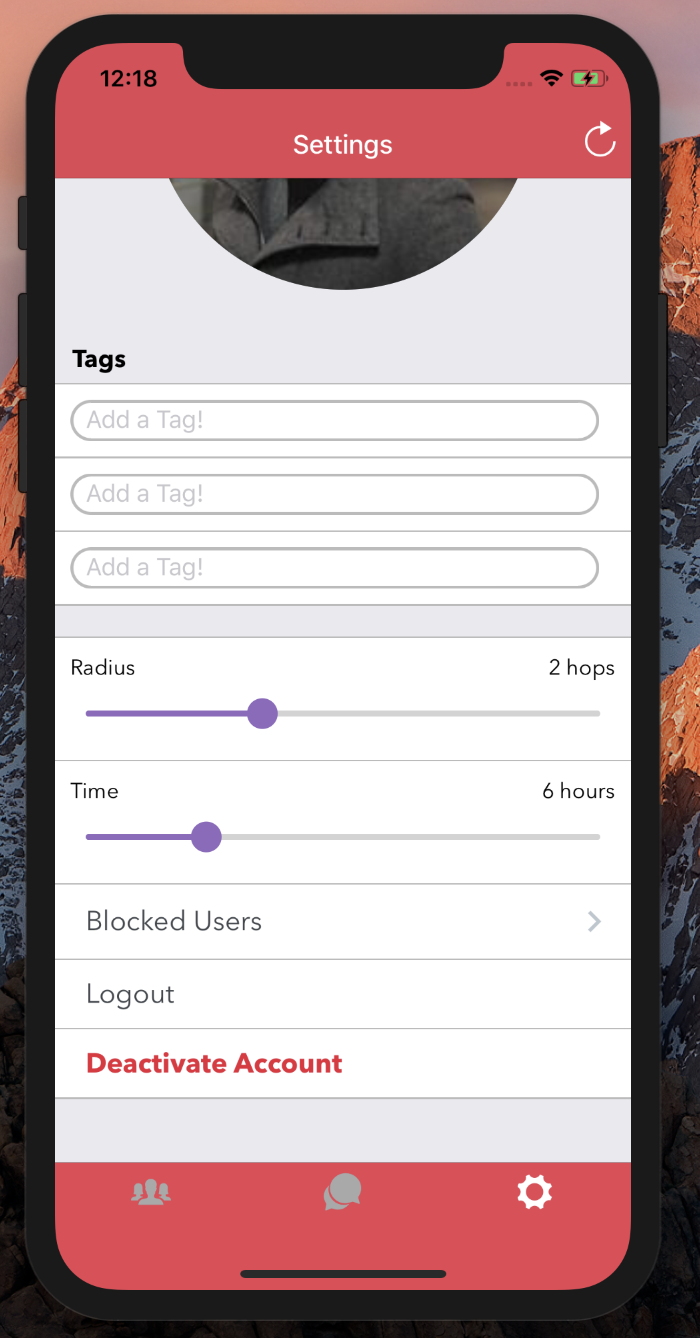 12:18
Settings
Tags
Add a Tag!
Add a Tag!
Add a Tag!
Radius 2 hops
Time 6 hours
Blocked Users
Logout
Deactivate Account